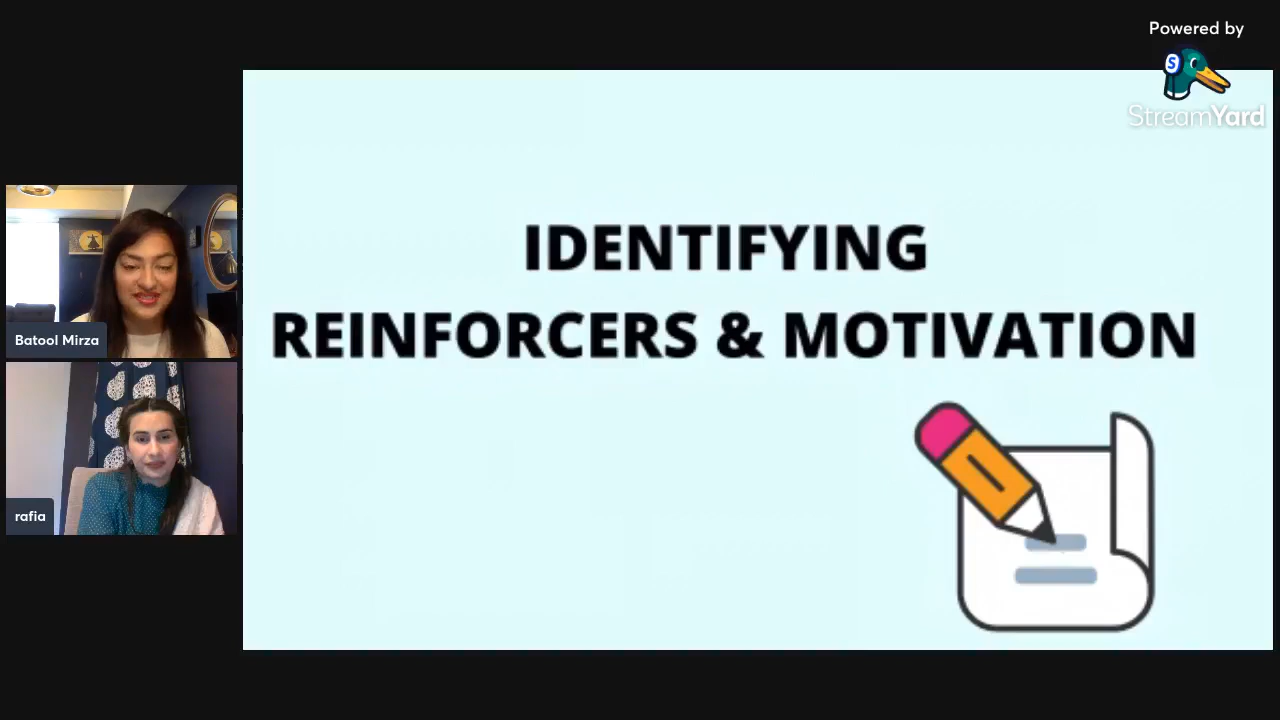 Powered by
S
StreamYard
IDENTIFYING
REINFORCERS & MOTIVATION
Batool Mirza
rafia